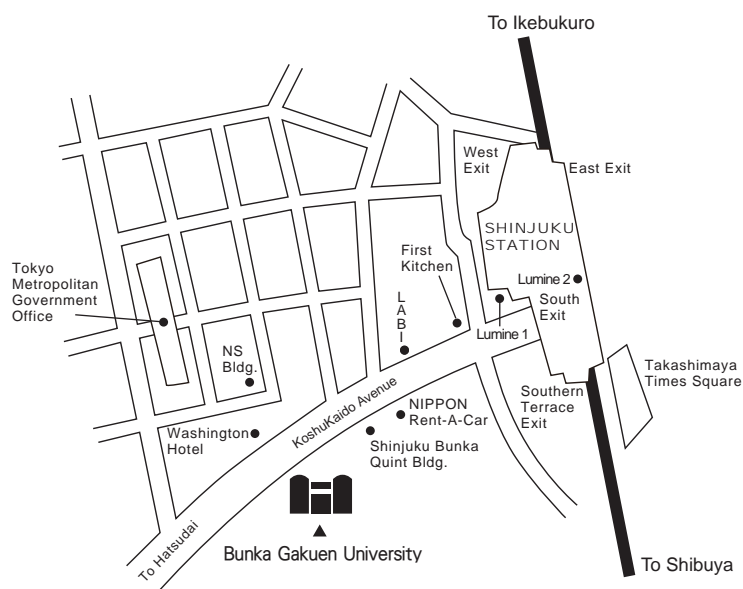 To Ikebukuro
West
Exit
East Exit
SHINJUKU
STATION
First
Kitchen
Tokyo
Metropolitan
Government
Office
Lumine 2
South
Exit
LABI
Lumine 1
NS
Bldg.
Takashimaya
Times Square
Southern
Terrace
Exit
KoshuKaido Avenue
NIPPON
Rent-A-Car
Washington
Hotel
Shinjuku Bunka
Quint Bldg.
To Hatsudai
Bunka Gakuen University
To Shibuya